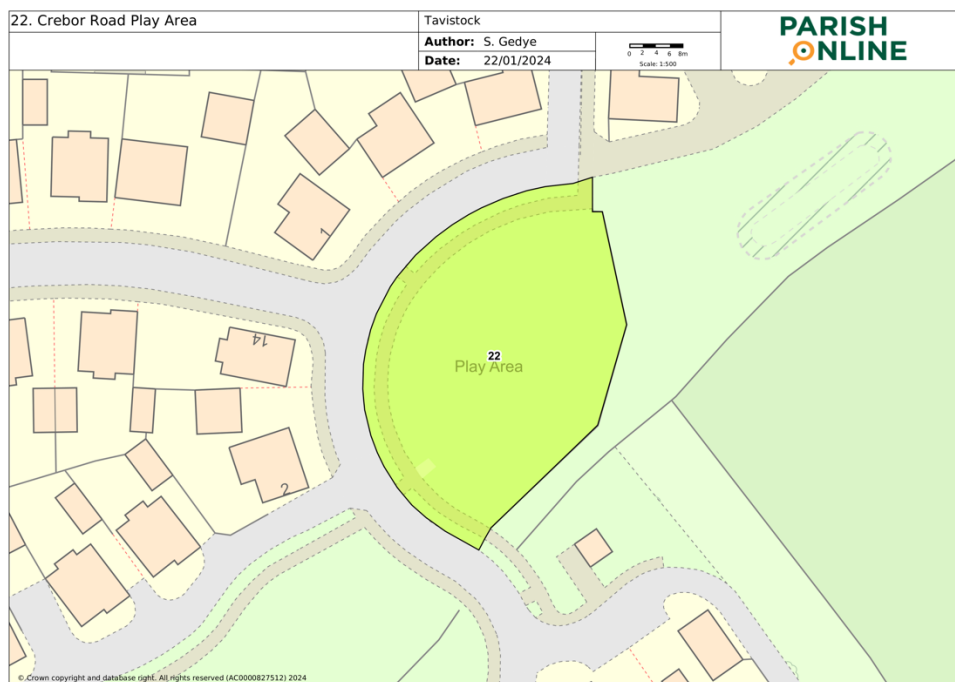 22. Crebor Road Play Area
Tavistock
Author: S. Gedye
Date: 22/01/2024
0 2 4 6 8m
Scale: 1:500
PARISH
ONLINE
1
14
22
Play Area
2
© Crown copyright and database right. All rights reserved (AC0000827512) 2024